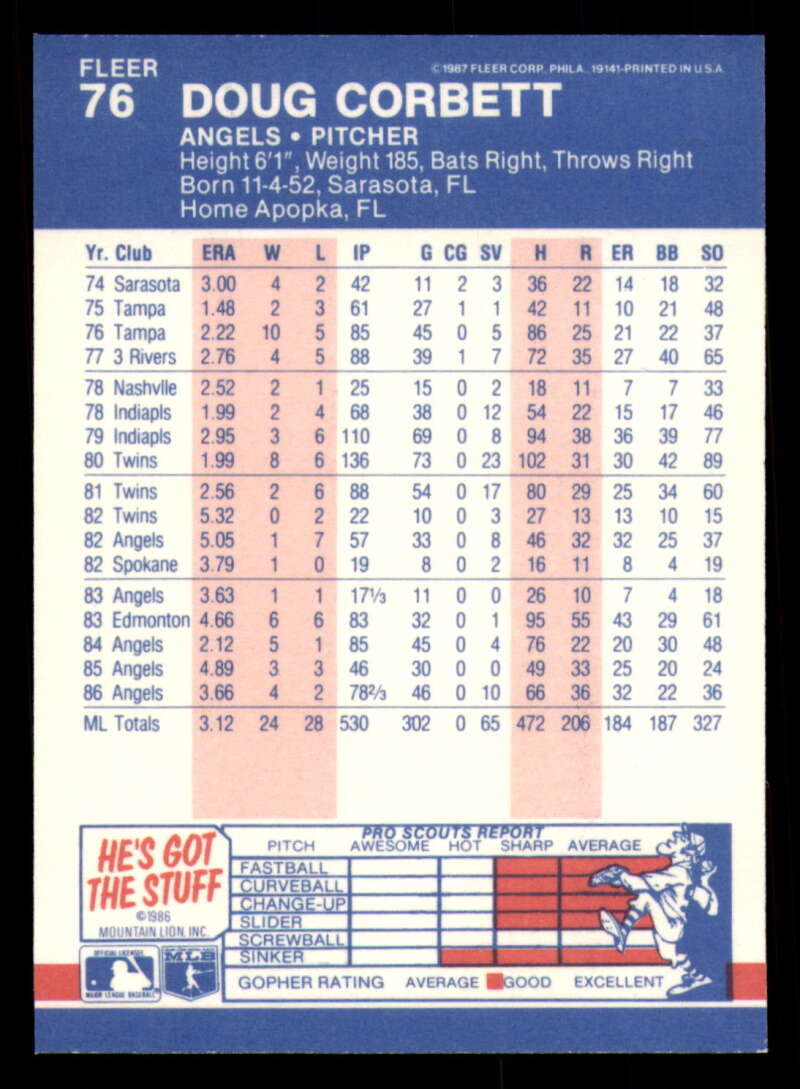 FLEER
©1987 FLEER CORP. PHILA. 19141-PRINTED IN U.S.A.
76 DOUG CORBETT
ANGELS • PITCHER
Height 6'1", Weight 185, Bats Right, Throws Right
Born 11-4-52, Sarasota, FL
Home Apopka, FL
Yr. Club ERA W L IP G CG SV H R ER BB SO
74 Sarasota 3.00 4 2 42 11 2 3 36 22 14 18 32
75 Tampa 1.48 2 3 61 27 1 1 42 11 10 21 48
76 Tampa 2.22 10 5 85 45 0 5 86 25 21 22 37
77 3 Rivers 2.76 4 5 88 39 1 7 72 35 27 40 65
78 Nashvlle 2.52 2 1 25 15 0 2 18 11 7 7 33
78 Indiapls 1.99 2 4 68 38 0 12 54 22 15 17 46
79 Indiapls 2.95 3 6 110 69 0 8 94 38 36 39 77
80 Twins 1.99 8 6 136 73 0 23 102 31 30 42 89
81 Twins 2.56 2 6 88 54 0 17 80 29 25 34 60
82 Twins 5.32 0 2 22 10 0 3 27 13 13 10 15
82 Angels 5.05 1 7 57 33 0 8 46 32 32 25 37
82 Spokane 3.79 1 0 19 8 0 2 16 11 8 4 19
83 Angels 3.63 1 1 17⅓ 11 0 0 26 10 7 4 18
83 Edmonton 4.66 6 6 83 32 0 1 95 55 43 29 61
84 Angels 2.12 5 1 85 45 0 4 76 22 20 30 48
85 Angels 4.89 3 3 46 30 0 0 49 33 25 20 24
86 Angels 3.66 4 2 78⅔ 46 0 10 66 36 32 22 36
ML Totals 3.12 24 28 530 302 0 65 472 206 184 187 327
HE'S GOT
THE STUFF
©1986
MOUNTAIN LION, INC.
PRO SCOUTS REPORT
PITCH AWESOME HOT SHARP AVERAGE
FASTBALL
CURVEBALL
CHANGE-UP
SLIDER
SCREWBALL
SINKER
GOPHER RATING AVERAGE GOOD EXCELLENT
OFFICIAL LICENSEE
MAJOR LEAGUE BASEBALL
MLB